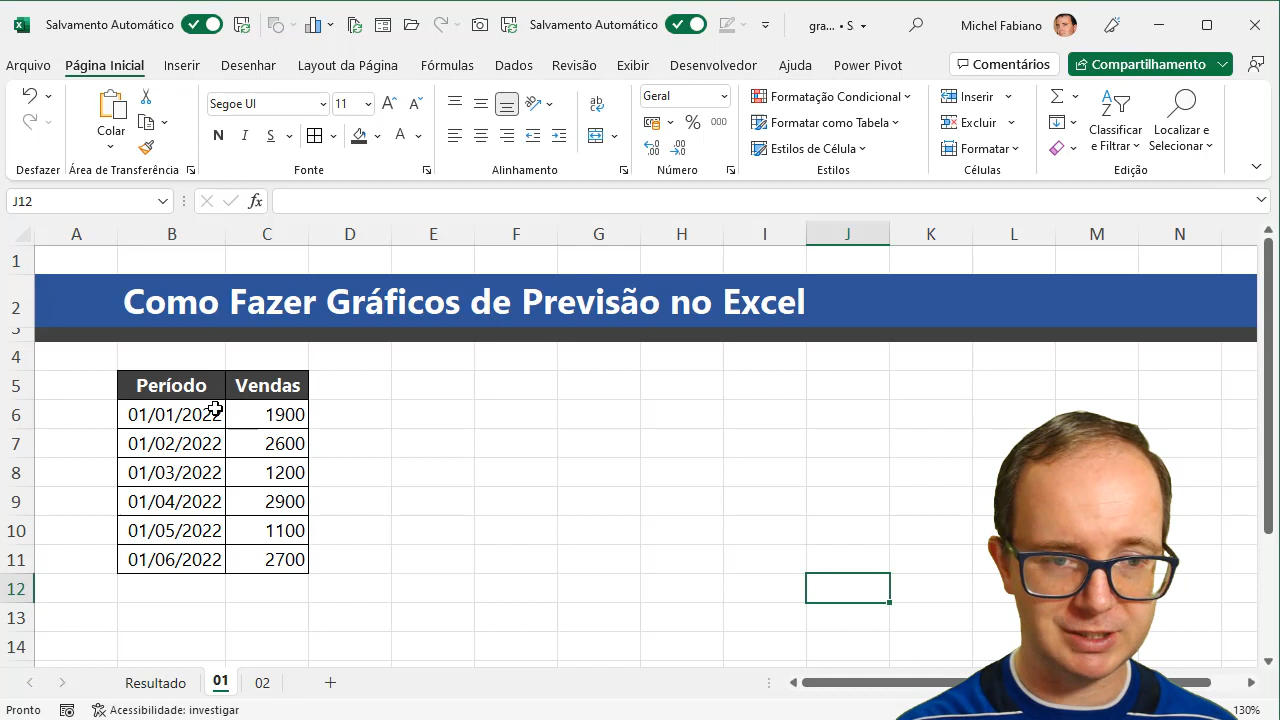 Salvamento Automático Salvamento Automático gra... • S Michel Fabiano
Arquivo Página Inicial Inserir Desenhar Layout da Página Fórmulas Dados Revisão Exibir Desenvolvedor Ajuda Power Pivot Comentários Compartilhamento
Colar
Segoe UI 11
N I S A
ab
Geral
% 000
Formatação Condicional
Formatar como Tabela
Estilos de Célula
Inserir
Excluir
Formatar
Classificar
e Filtrar
Localizar e
Selecionar
Desfazer Área de Transferência Fonte Alinhamento Número Estilos Células Edição
J12 fx
A B C D E F G H I J K L M N
1
2 Como Fazer Gráficos de Previsão no Excel
3
4
5 Período Vendas
6 01/01/2022 1900
7 01/02/2022 2600
8 01/03/2022 1200
9 01/04/2022 2900
10 01/05/2022 1100
11 01/06/2022 2700
12
13
14
Resultado 01 02
Pronto Acessibilidade: investigar 130%